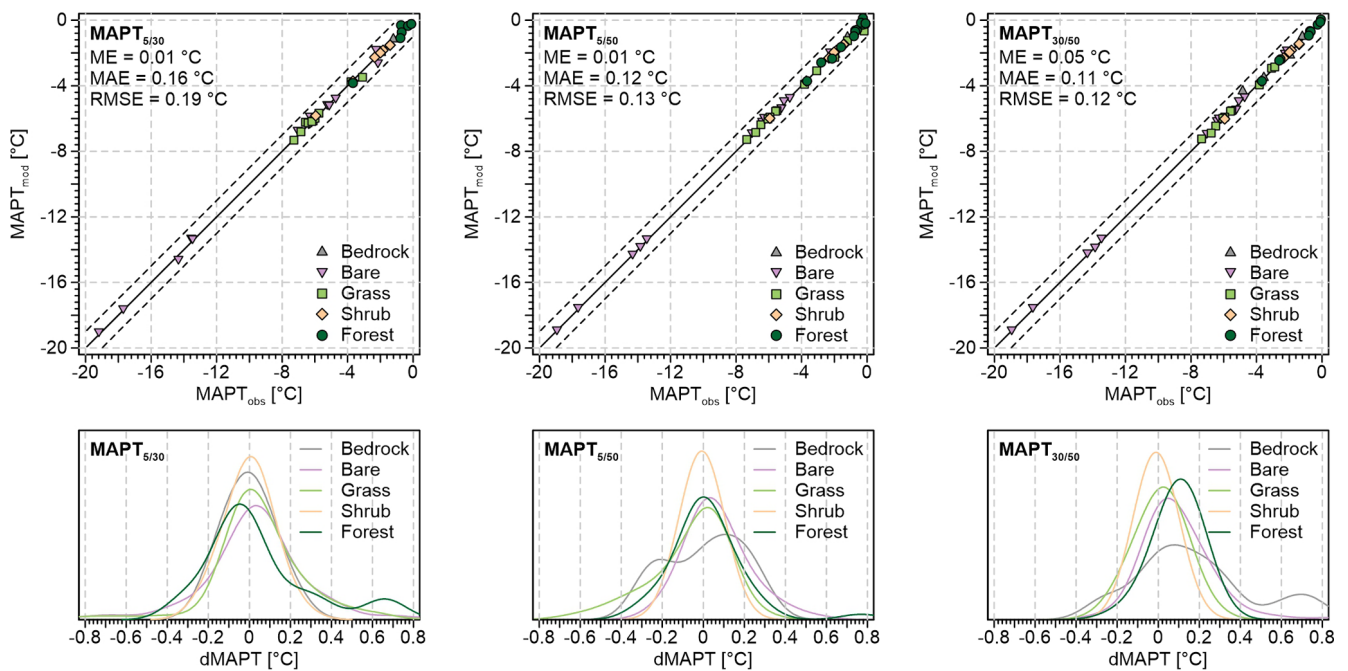 MAPT5/30
ME = 0.01 °C
MAE = 0.16 °C
RMSE = 0.19 °C
0
-4
-8
-12
-16
-20
MAPTmod [°C]
Bedrock
Bare
Grass
Shrub
Forest
-20 -16 -12 -8 -4 0
MAPTobs [°C]
MAPT5/50
ME = 0.01 °C
MAE = 0.12 °C
RMSE = 0.13 °C
0
-4
-8
-12
-16
-20
MAPTmod [°C]
Bedrock
Bare
Grass
Shrub
Forest
-20 -16 -12 -8 -4 0
MAPTobs [°C]
MAPT30/50
ME = 0.05 °C
MAE = 0.11 °C
RMSE = 0.12 °C
0
-4
-8
-12
-16
-20
MAPTmod [°C]
Bedrock
Bare
Grass
Shrub
Forest
-20 -16 -12 -8 -4 0
MAPTobs [°C]
MAPT5/30
Bedrock
Bare
Grass
Shrub
Forest
-0.8 -0.6 -0.4 -0.2 0 0.2 0.4 0.6 0.8
dMAPT [°C]
MAPT5/50
Bedrock
Bare
Grass
Shrub
Forest
-0.8 -0.6 -0.4 -0.2 0 0.2 0.4 0.6 0.8
dMAPT [°C]
MAPT30/50
Bedrock
Bare
Grass
Shrub
Forest
-0.8 -0.6 -0.4 -0.2 0 0.2 0.4 0.6 0.8
dMAPT [°C]